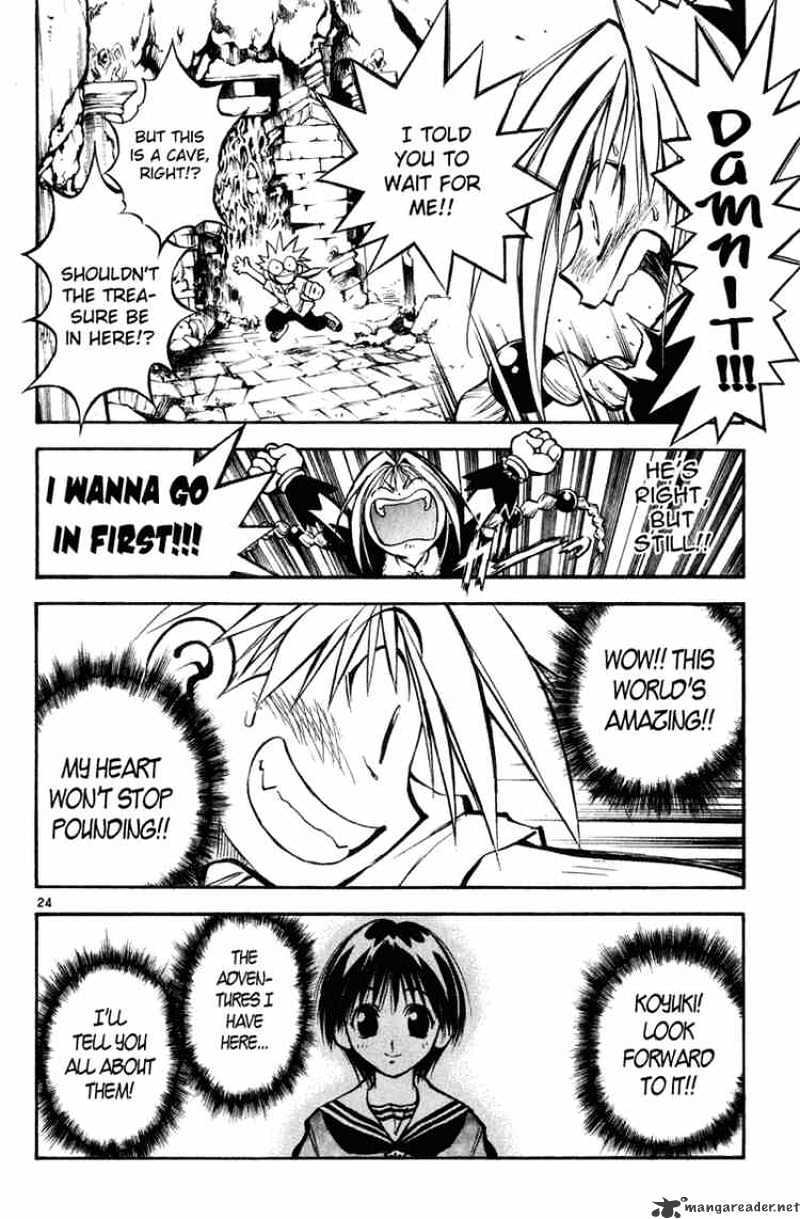 DAMNIT!!!
I TOLD
YOU TO
WAIT FOR
ME!!
BUT THIS
IS A CAVE,
RIGHT!?
SHOULDN'T
THE TREA-
SURE BE
IN HERE!?
HE'S
RIGHT,
BUT
STILL!!
I WANNA GO
IN FIRST!!!
WOW!! THIS
WORLD'S
AMAZING!!
MY HEART
WON'T STOP
POUNDING!!
24
KOYUKI!
LOOK
FORWARD
TO IT!!
THE
ADVEN-
TURES I
HAVE
HERE...
I'LL
TELL YOU
ALL ABOUT
THEM!
mangareader.net